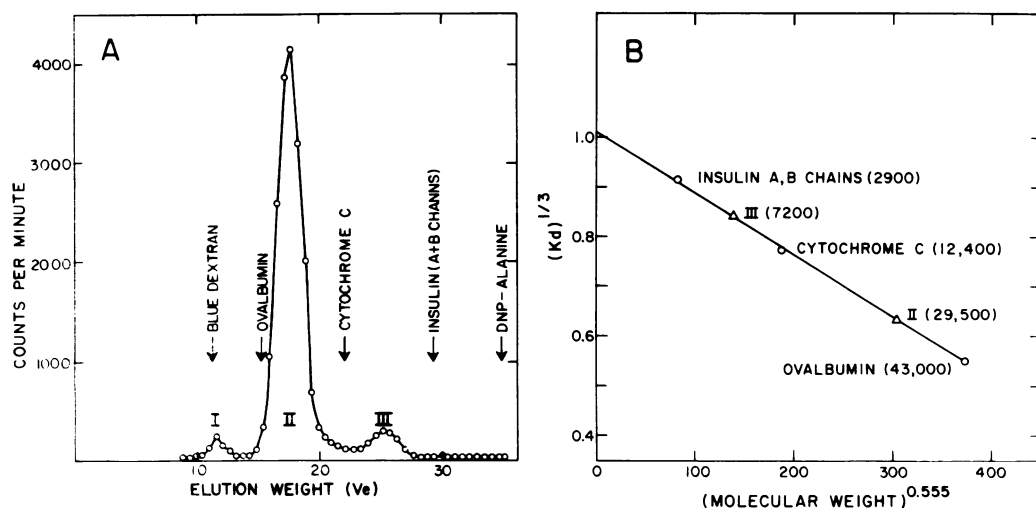 A
COUNTS PER MINUTE
4000
3000
2000
1000
BLUE DEXTRAN
OVALBUMIN
CYTOCHROME C
INSULIN (A+B CHANNS)
DNP-ALANINE
I
II
III
10
20
30
ELUTION WEIGHT (Ve)
B
(Kd)1/3
1.0
0.8
0.6
0.4
INSULIN A,B CHAINS (2900)
III (7200)
CYTOCHROME C (12,400)
II (29,500)
OVALBUMIN (43,000)
0
100
200
300
400
(MOLECULAR WEIGHT)0.555